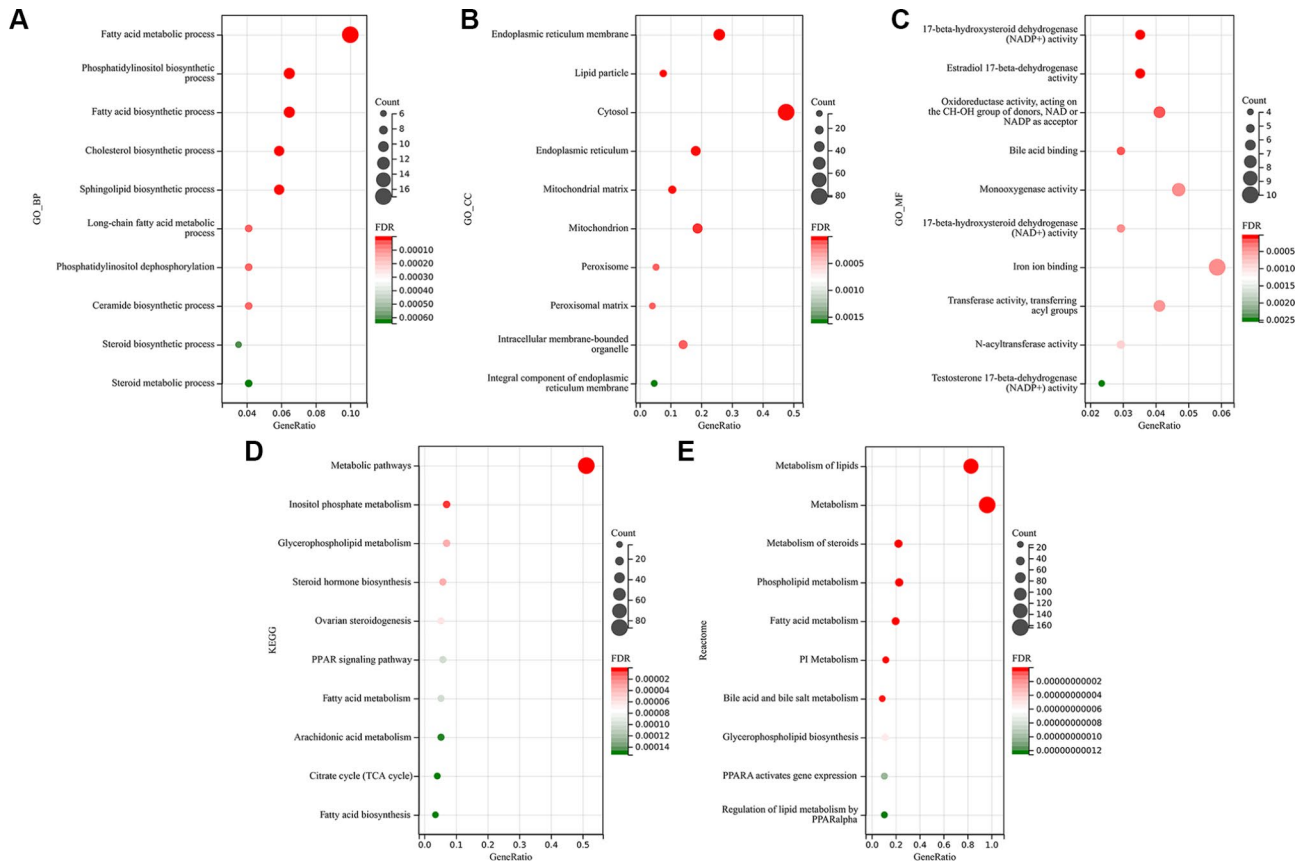 A
Fatty acid metabolic process
Phosphatidylinositol biosynthetic
process
Fatty acid biosynthetic process
Cholesterol biosynthetic process
Sphingolipid biosynthetic process
Long-chain fatty acid metabolic
process
Phosphatidylinositol dephosphorylation
Ceramide biosynthetic process
Steroid biosynthetic process
Steroid metabolic process
GO_BP
0.04 0.06 0.08 0.10
GeneRatio
Count
6
8
10
12
14
16
FDR
0.00010
0.00020
0.00030
0.00040
0.00050
0.00060
B
Endoplasmic reticulum membrane
Lipid particle
Cytosol
Endoplasmic reticulum
Mitochondrial matrix
Mitochondrion
Peroxisome
Peroxisomal matrix
Intracellular membrane-bounded
organelle
Integral component of endoplasmic
reticulum membrane
GO_CC
0.0 0.1 0.2 0.3 0.4 0.5
GeneRatio
Count
20
40
60
80
FDR
0.0005
0.0010
0.0015
C
17-beta-hydroxysteroid dehydrogenase
(NADP+) activity
Estradiol 17-beta-dehydrogenase
activity
Oxidoreductase activity, acting on
the CH-OH group of donors, NAD or
NADP as acceptor
Bile acid binding
Monooxygenase activity
17-beta-hydroxysteroid dehydrogenase
(NAD+) activity
Iron ion binding
Transferase activity, transferring
acyl groups
N-acyltransferase activity
Testosterone 17-beta-dehydrogenase
(NADP+) activity
GO_MF
0.02 0.03 0.04 0.05 0.06
GeneRatio
Count
4
5
6
7
8
9
10
FDR
0.0005
0.0010
0.0015
0.0020
0.0025
D
Metabolic pathways
Inositol phosphate metabolism
Glycerophospholipid metabolism
Steroid hormone biosynthesis
Ovarian steroidogenesis
PPAR signaling pathway
Fatty acid metabolism
Arachidonic acid metabolism
Citrate cycle (TCA cycle)
Fatty acid biosynthesis
KEGG
0.0 0.1 0.2 0.3 0.4 0.5
GeneRatio
Count
20
40
60
80
FDR
0.00002
0.00004
0.00006
0.00008
0.00010
0.00012
0.00014
E
Metabolism of lipids
Metabolism
Metabolism of steroids
Phospholipid metabolism
Fatty acid metabolism
PI Metabolism
Bile acid and bile salt metabolism
Glycerophospholipid biosynthesis
PPARA activates gene expression
Regulation of lipid metabolism by
PPARalpha
Reactome
0.0 0.2 0.4 0.6 0.8 1.0
GeneRatio
Count
20
40
60
80
100
120
140
160
FDR
0.00000000002
0.00000000004
0.00000000006
0.00000000008
0.00000000010
0.00000000012